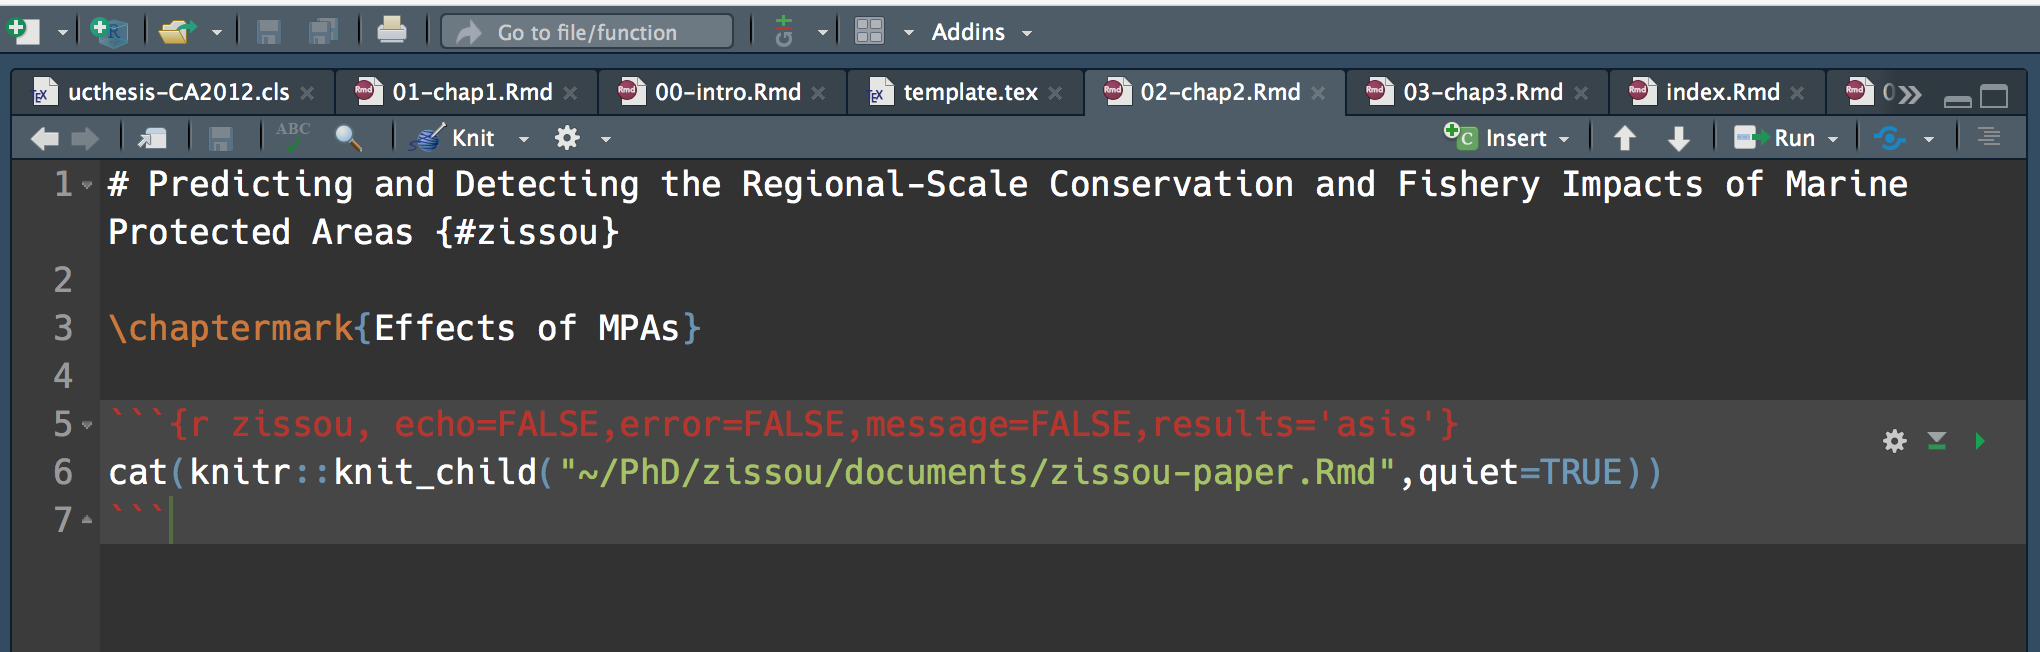 Go to file/function
Git
Addins
ucthesis-CA2012.cls
01-chap1.Rmd
00-intro.Rmd
template.tex
02-chap2.Rmd
03-chap3.Rmd
index.Rmd
ABC
Knit
Insert
Run
1 # Predicting and Detecting the Regional-Scale Conservation and Fishery Impacts of Marine
Protected Areas {#zissou}
2
3 \chaptermark{Effects of MPAs}
4
5 ```{r zissou, echo=FALSE,error=FALSE,message=FALSE,results='asis'}
6 cat(knitr::knit_child("~/PhD/zissou/documents/zissou-paper.Rmd",quiet=TRUE))
7 ```